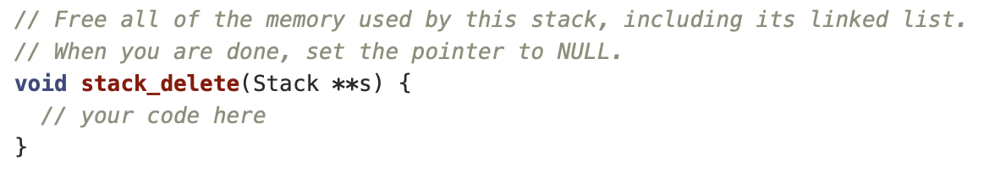 // Free all of the memory used by this stack, including its linked list.
// When you are done, set the pointer to NULL.
void stack_delete(Stack **s) {
  // your code here
}